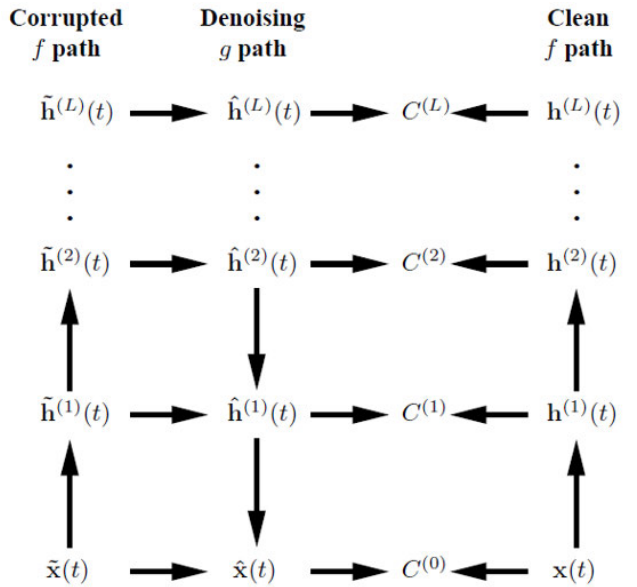 Corrupted Denoising Clean
f path g path f path
h̃^(L)(t) ĥ^(L)(t) C^(L) h^(L)(t)
h̃^(2)(t) ĥ^(2)(t) C^(2) h^(2)(t)
h̃^(1)(t) ĥ^(1)(t) C^(1) h^(1)(t)
x̃(t) x̂(t) C^(0) x(t)